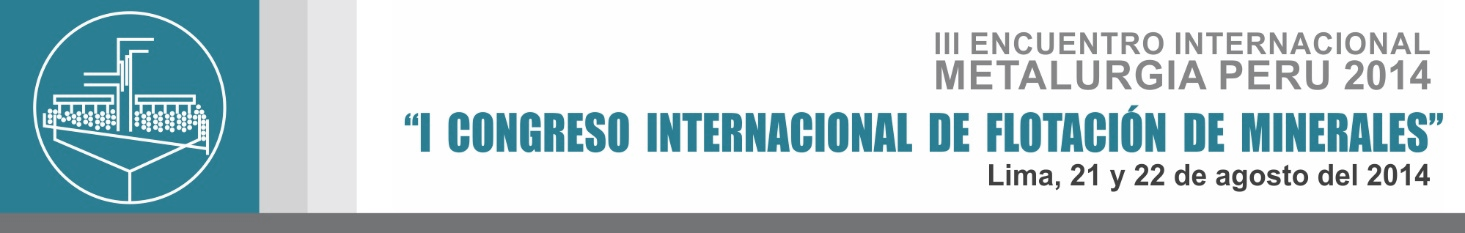 III ENCUENTRO INTERNACIONAL
METALURGIA PERU 2014
“I CONGRESO INTERNACIONAL DE FLOTACIÓN DE MINERALES”
Lima, 21 y 22 de agosto del 2014